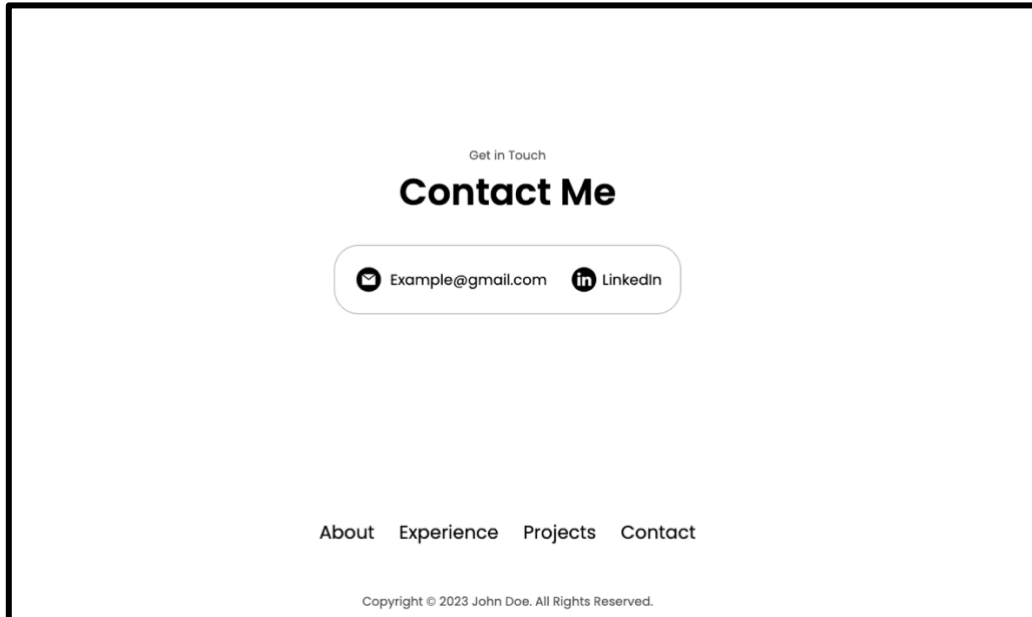 Get in Touch
Contact Me
Example@gmail.com in LinkedIn
About Experience Projects Contact
Copyright © 2023 John Doe. All Rights Reserved.